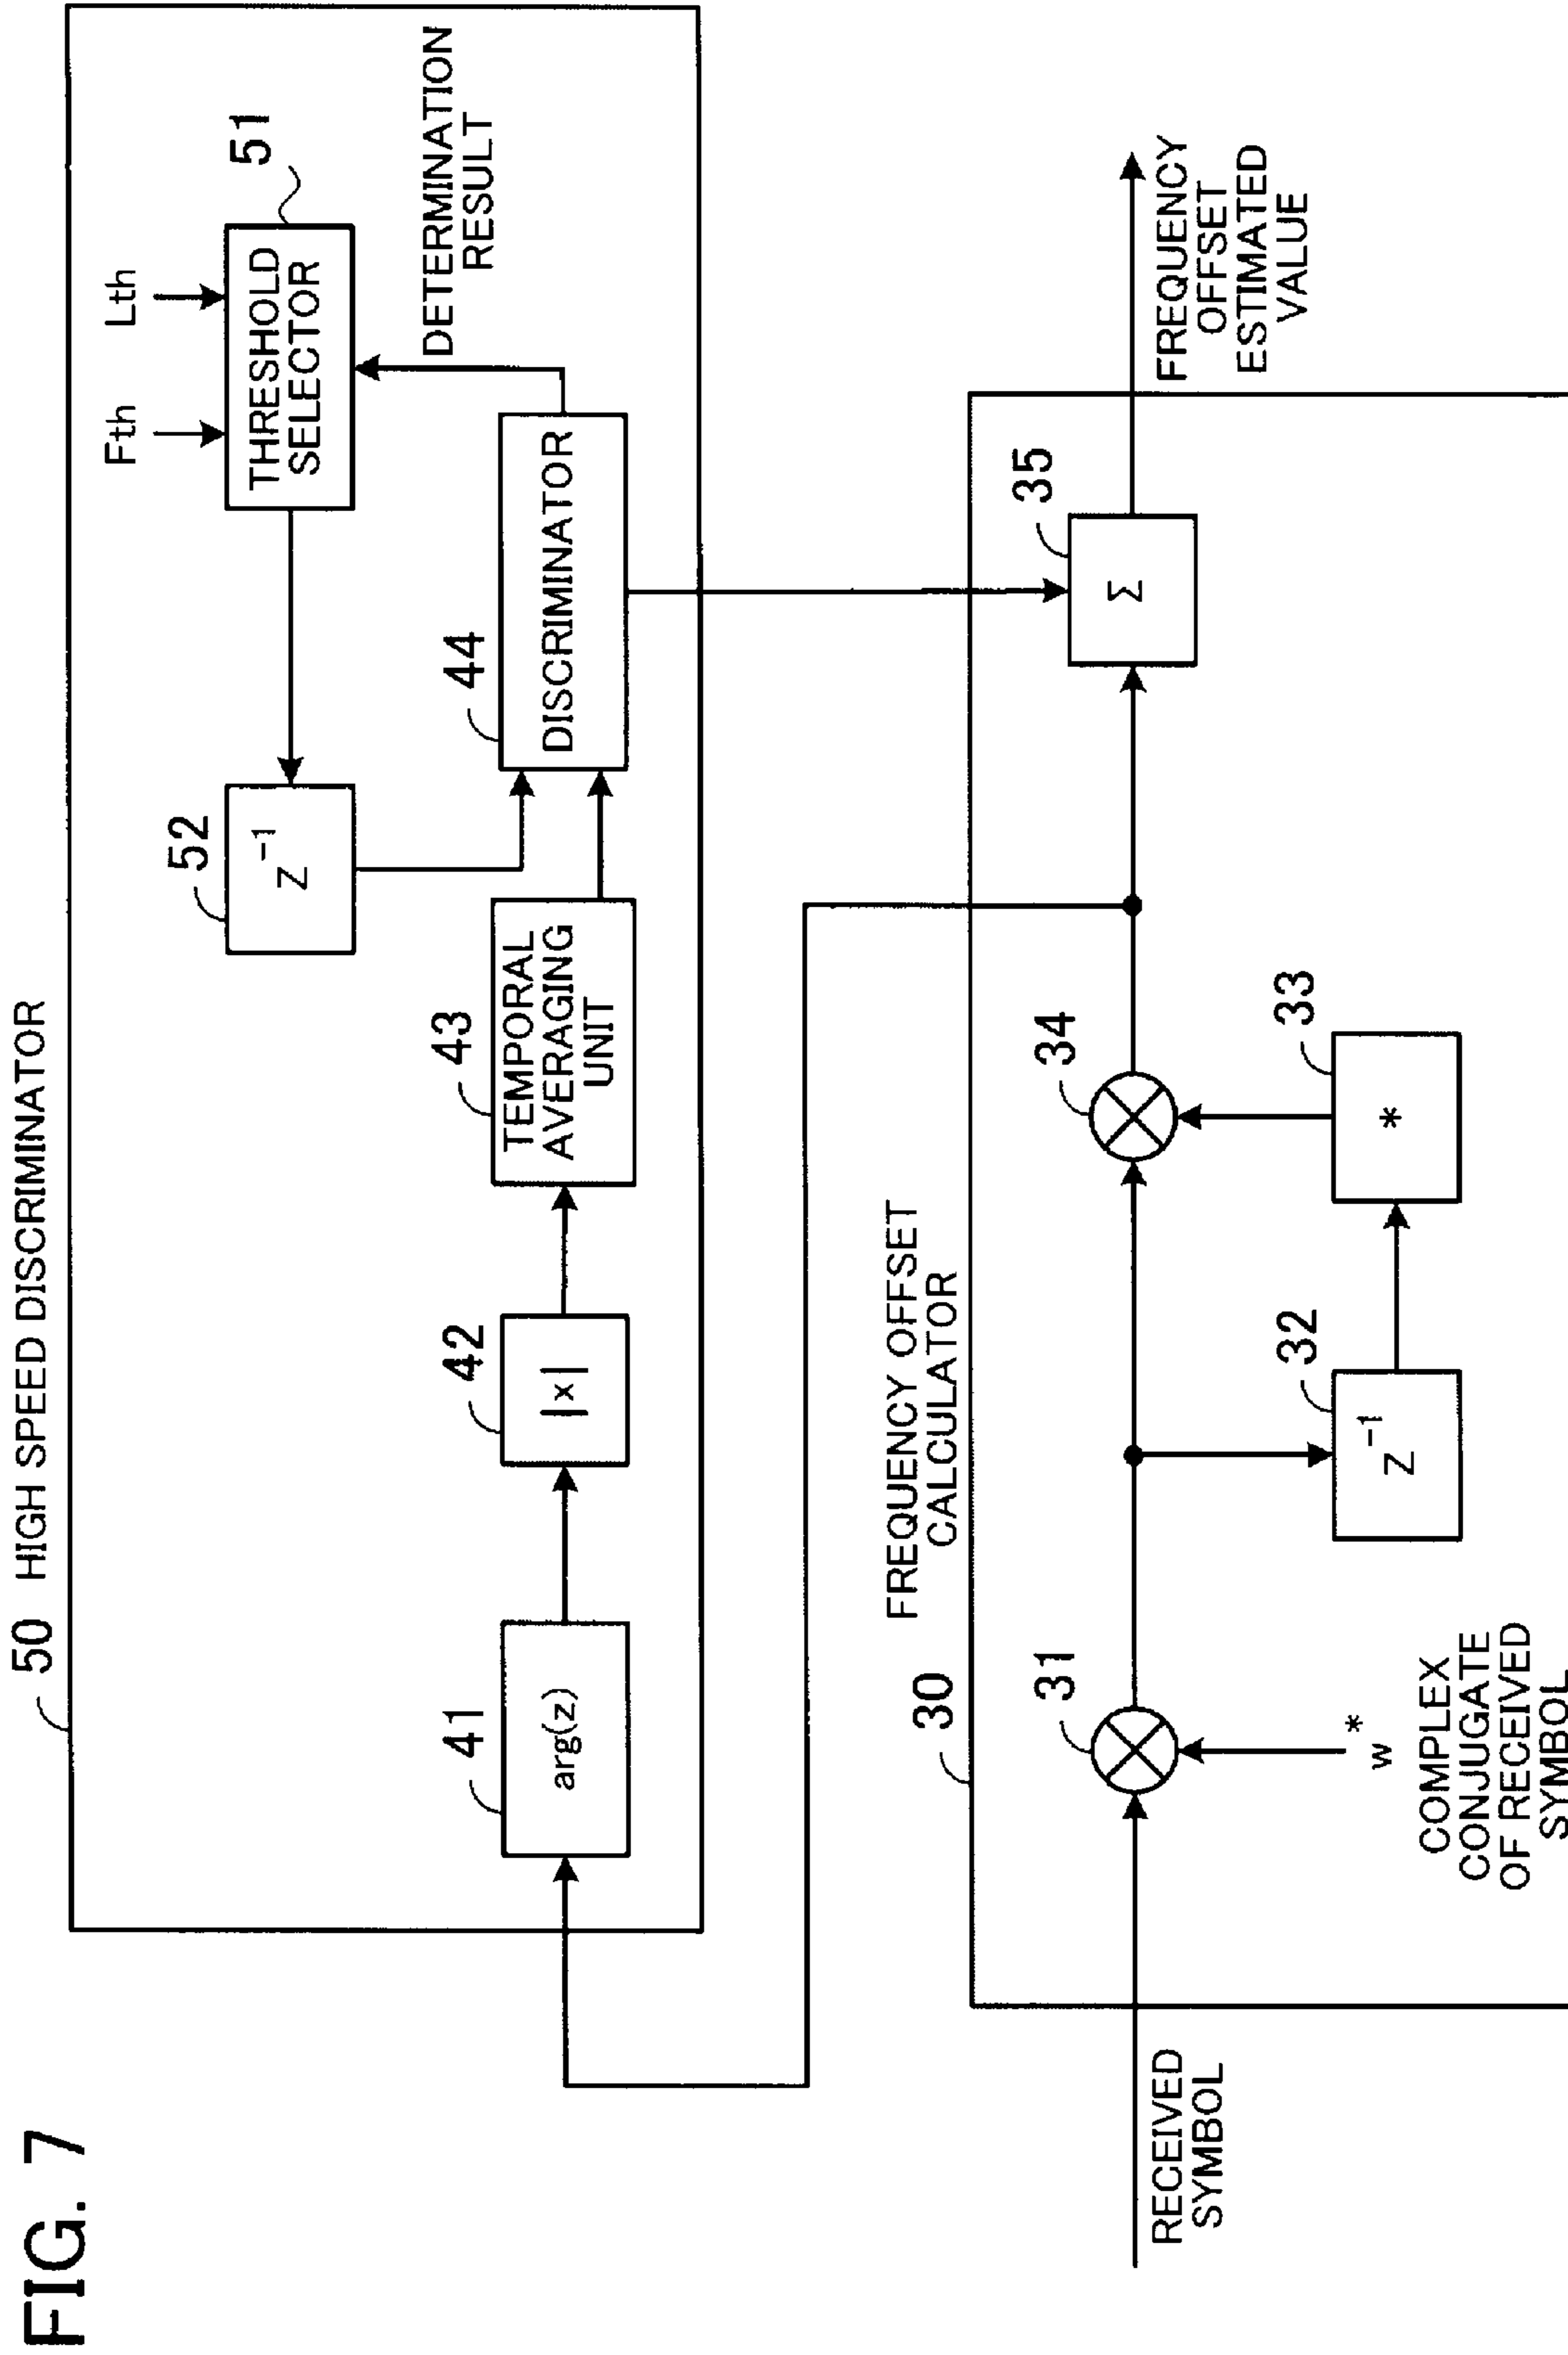 FIG. 7
50 HIGH SPEED DISCRIMINATOR
Fth
Lth
THRESHOLD
SELECTOR
51
52
Z⁻¹
DETERMINATION
RESULT
41
arg(z)
42
|x|
43
TEMPORAL
AVERAGING
UNIT
44
DISCRIMINATOR
FREQUENCY OFFSET
CALCULATOR
30
RECEIVED
SYMBOL
31
w*
COMPLEX
CONJUGATE
OF RECEIVED
SYMBOL
32
Z⁻¹
33
*
34
35
Σ
FREQUENCY
OFFSET
ESTIMATED
VALUE